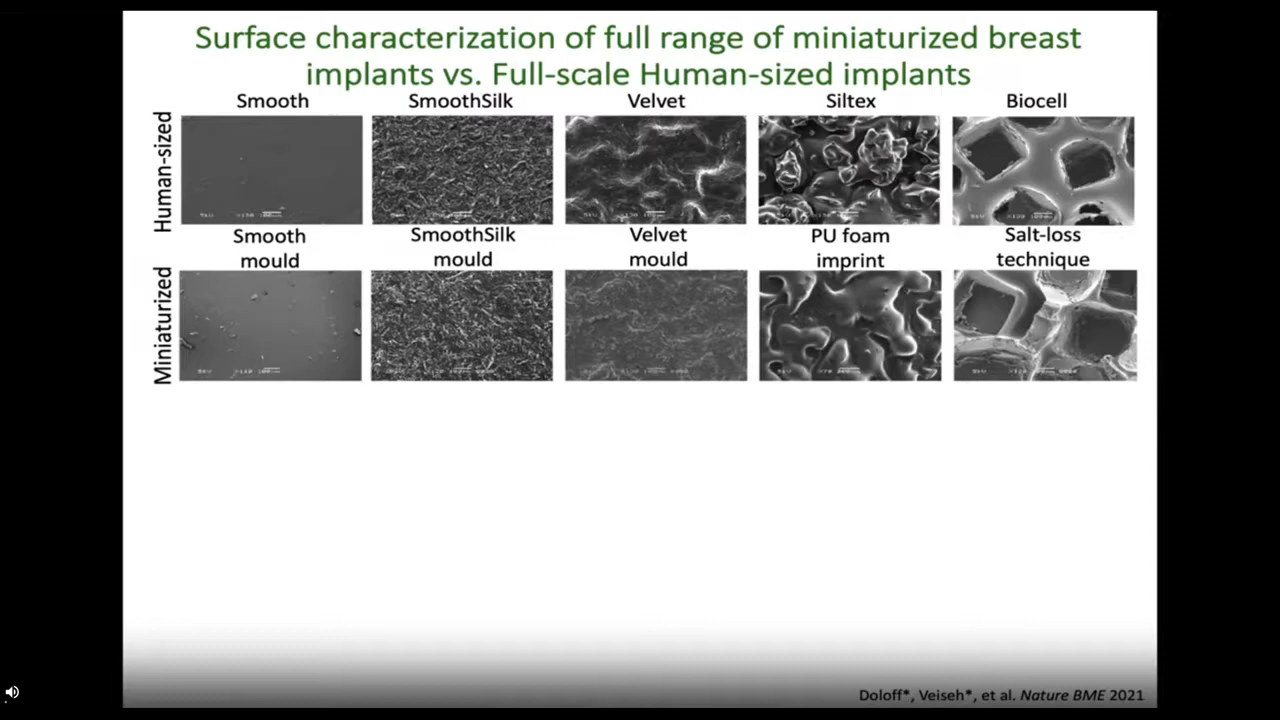 Surface characterization of full range of miniaturized breast
implants vs. Full-scale Human-sized implants
Smooth
SmoothSilk
Velvet
Siltex
Biocell
Human-sized
Smooth
mould
SmoothSilk
mould
Velvet
mould
PU foam
imprint
Salt-loss
technique
Miniaturized
Doloff*, Veiseh*, et al. Nature BME 2021